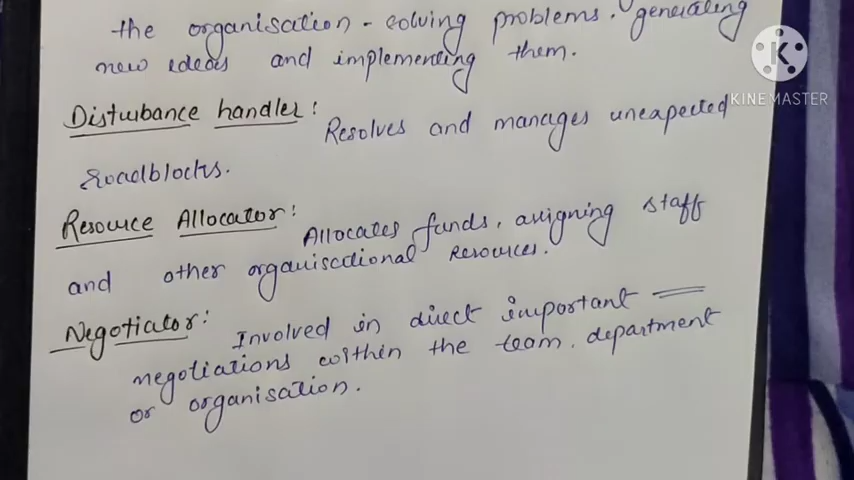 the organisation - solving problems, generating
new ideas and implementing them.
KINEMASTER
Disturbance handler:
Resolves and manages unexpected
roadblocks.
Resource Allocator:
Allocates funds, assigning staff
and other organisational resources.
Negotiator:
Involved in direct important
negotiations within the team, department
or organisation.